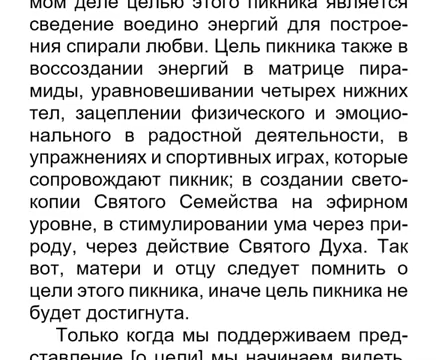 мом деле целью этого пикника является
сведение воедино энергий для построе-
ния спирали любви. Цель пикника также в
воссоздании энергий в матрице пира-
миды, уравновешивании четырех нижних
тел, зацеплении физического и эмоцио-
нального в радостной деятельности, в
упражнениях и спортивных играх, которые
сопровождают пикник; в создании свето-
копии Святого Семейства на эфирном
уровне, в стимулировании ума через при-
роду, через действие Святого Духа. Так
вот, матери и отцу следует помнить о
цели этого пикника, иначе цель пикника не
будет достигнута.
Только когда мы поддерживаем пред-
ставление [о цели] мы начинаем видеть,